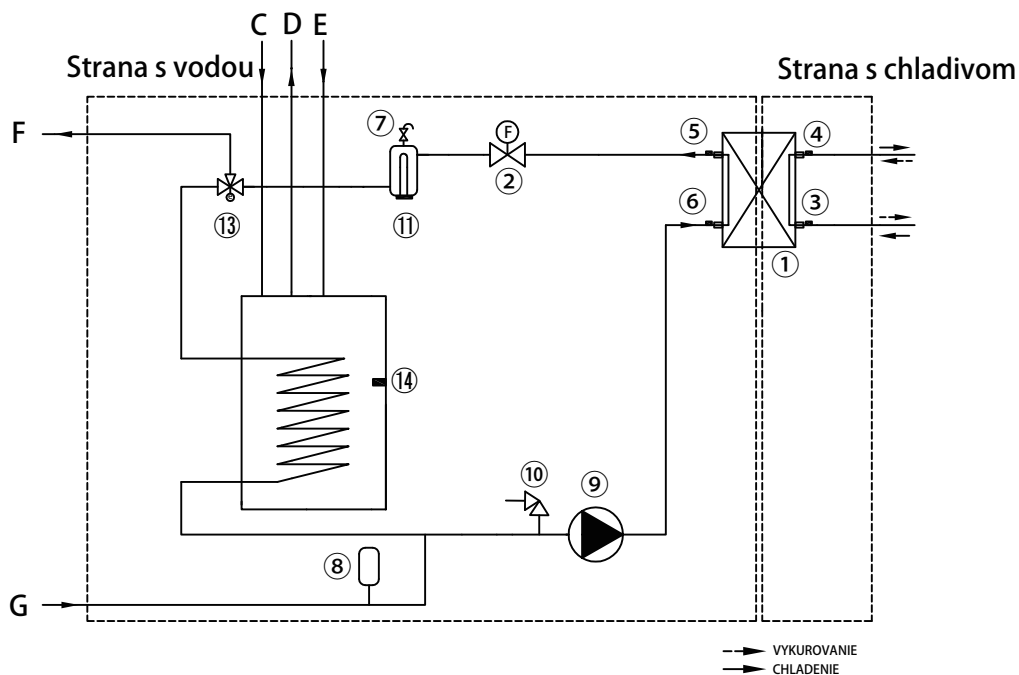 C D E
Strana s vodou
Strana s chladivom
F
⑦
F
②
⑤
④
⑥
③
⑬
⑪
①
⑭
⑩
⑨
⑧
G
VYKUROVANIE
CHLADENIE